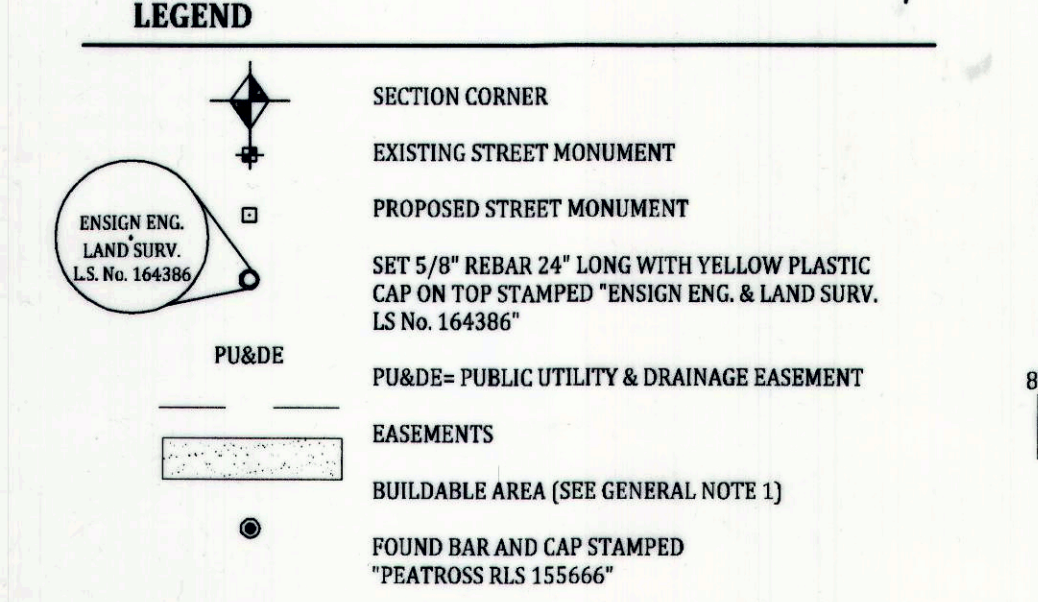 LEGEND
SECTION CORNER
EXISTING STREET MONUMENT
PROPOSED STREET MONUMENT
ENSIGN ENG.
LAND SURV.
L.S. No. 164386
SET 5/8" REBAR 24" LONG WITH YELLOW PLASTIC
CAP ON TOP STAMPED "ENSIGN ENG. & LAND SURV.
LS No. 164386"
PU&DE
PU&DE= PUBLIC UTILITY & DRAINAGE EASEMENT
8
EASEMENTS
BUILDABLE AREA (SEE GENERAL NOTE 1)
FOUND BAR AND CAP STAMPED
"PEATROSS RLS 155666"